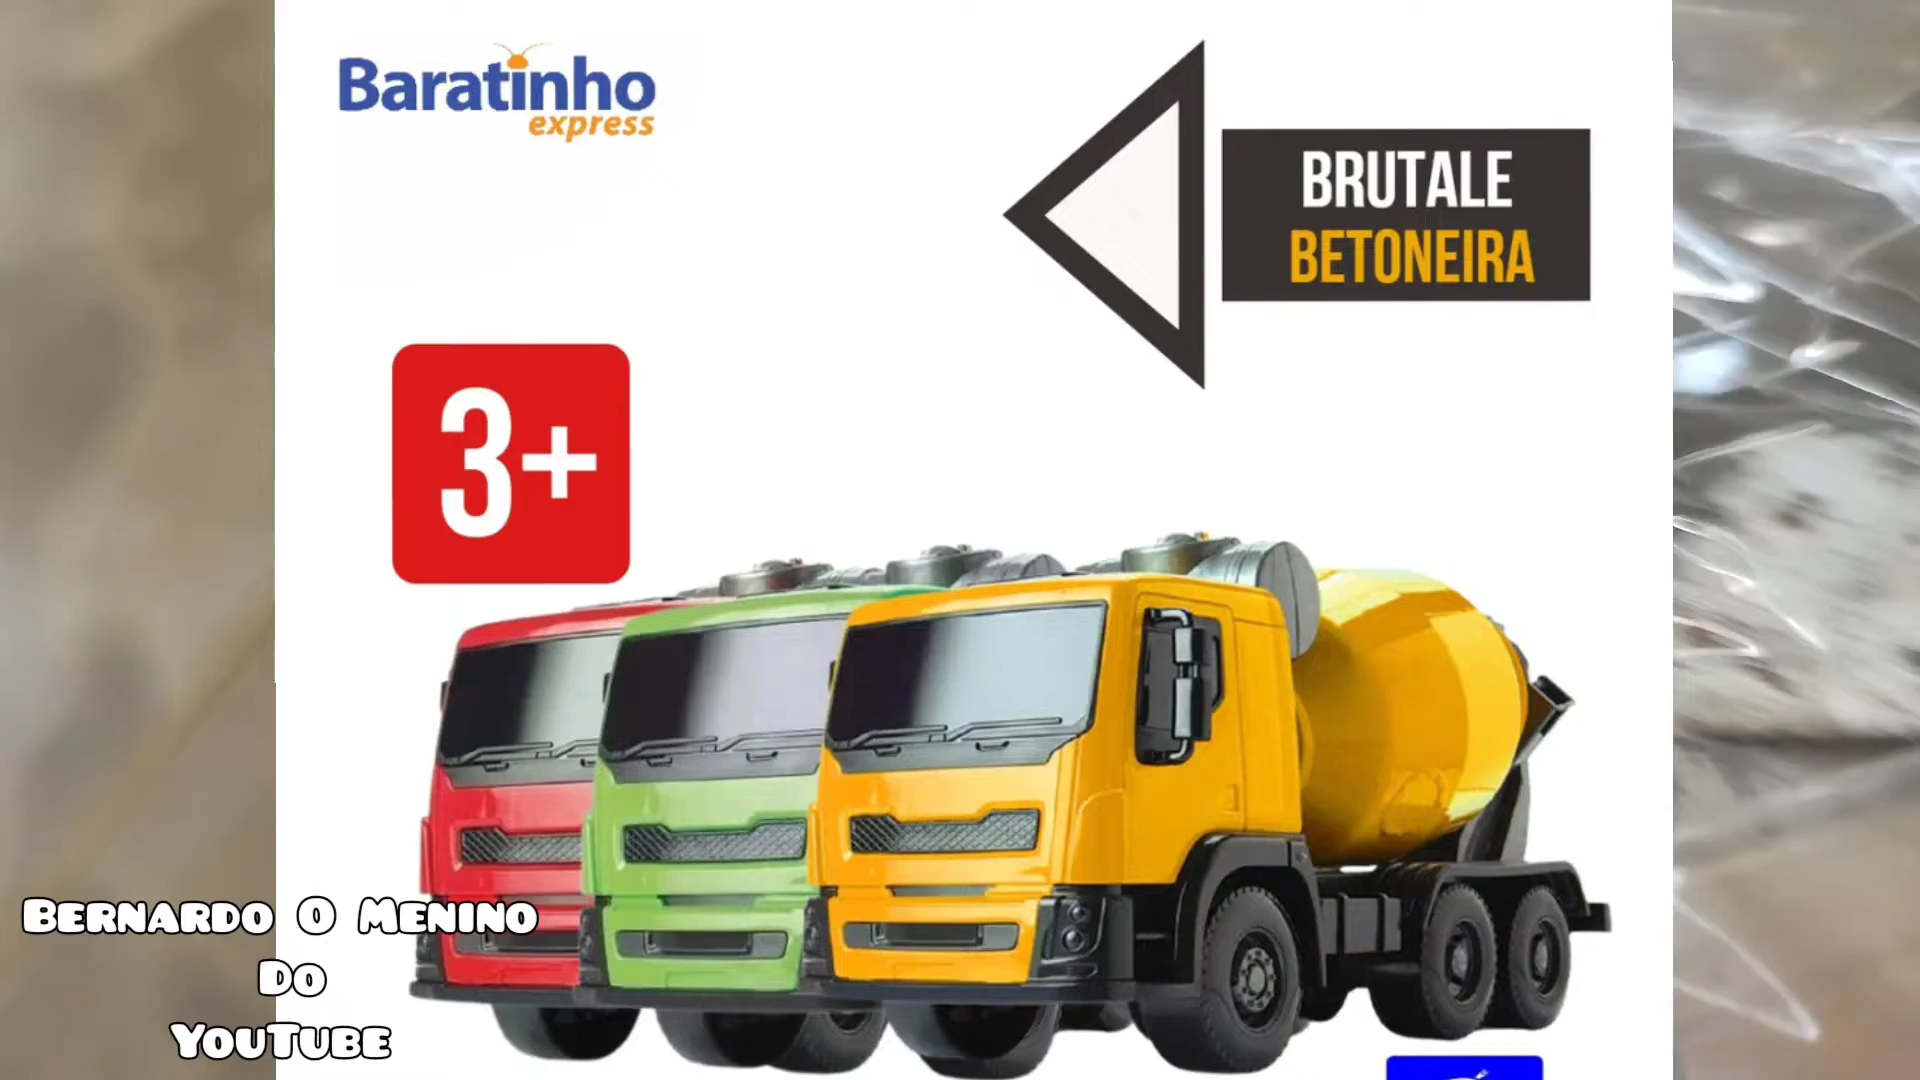 Baratinho
express
BRUTALE
BETONEIRA
3+
Bernardo O Menino
Do
YouTube